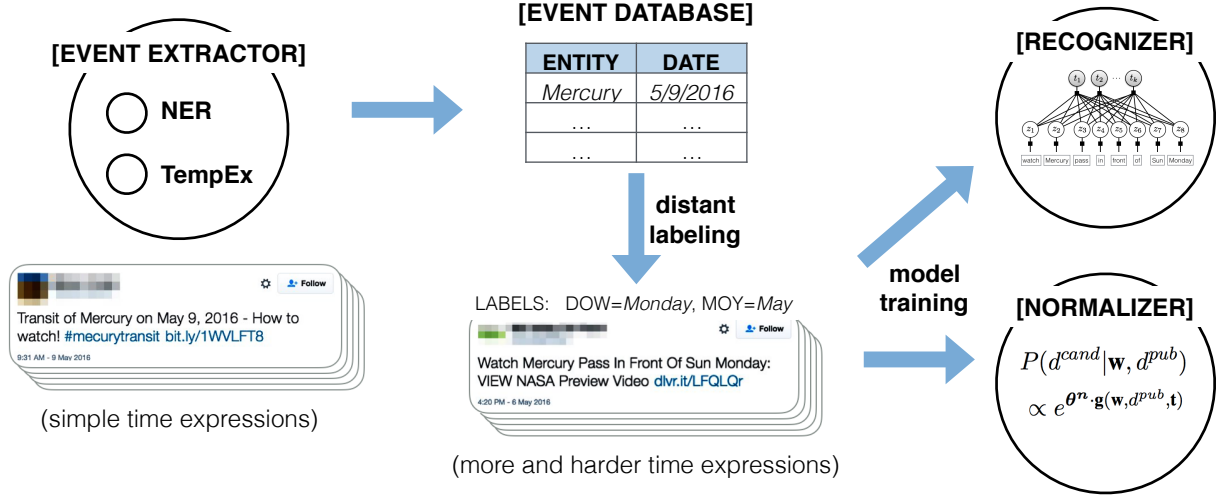 [EVENT EXTRACTOR]
NER
TempEx
Follow
Transit of Mercury on May 9, 2016 - How to
watch! #mecurytransit bit.ly/1WVLFT8
9:31 AM - 9 May 2016
(simple time expressions)
[EVENT DATABASE]
ENTITY DATE
Mercury 5/9/2016
... ...
... ...
distant
labeling
LABELS: DOW=Monday, MOY=May
Follow
Watch Mercury Pass In Front Of Sun Monday:
VIEW NASA Preview Video dlvr.it/LFQLQr
4:20 PM - 6 May 2016
(more and harder time expressions)
model
training
[RECOGNIZER]
t₁ t₂ ... tₖ
z₁ z₂ z₃ z₄ z₅ z₆ z₇ z₈
watch Mercury pass in front of Sun Monday
[NORMALIZER]
P(d^{cand}|w, d^{pub})
∝ e^{θ^n·g(w,d^{pub},t)}